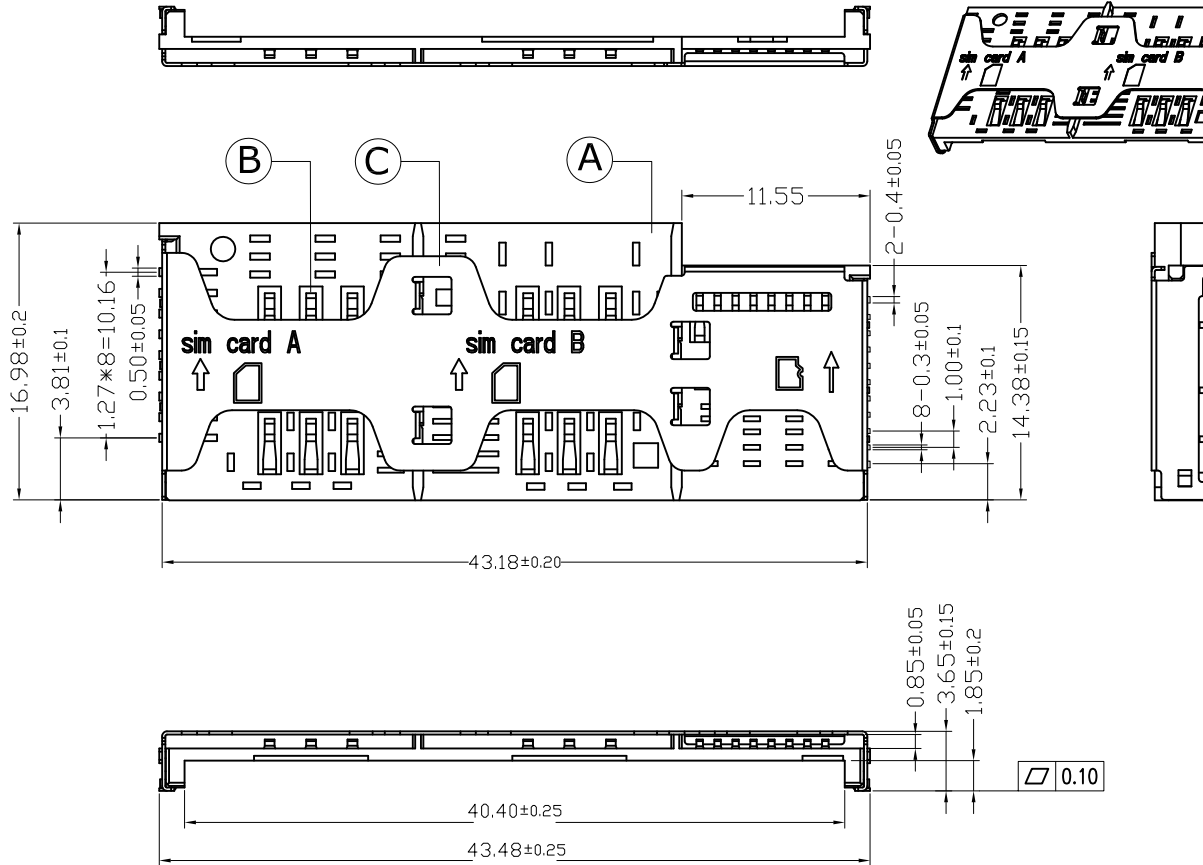 sim card A
sim card B
B
C
A
11.55
2-0.4±0.05
16.98±0.2
3.81±0.1
1.27*8=10.16
0.50±0.05
sim card A
sim card B
8-0.3±0.05
1.00±0.1
2.23±0.1
14.38±0.15
43.18±0.20
0.85±0.05
3.65±0.15
1.85±0.2
0.10
40.40±0.25
43.48±0.25